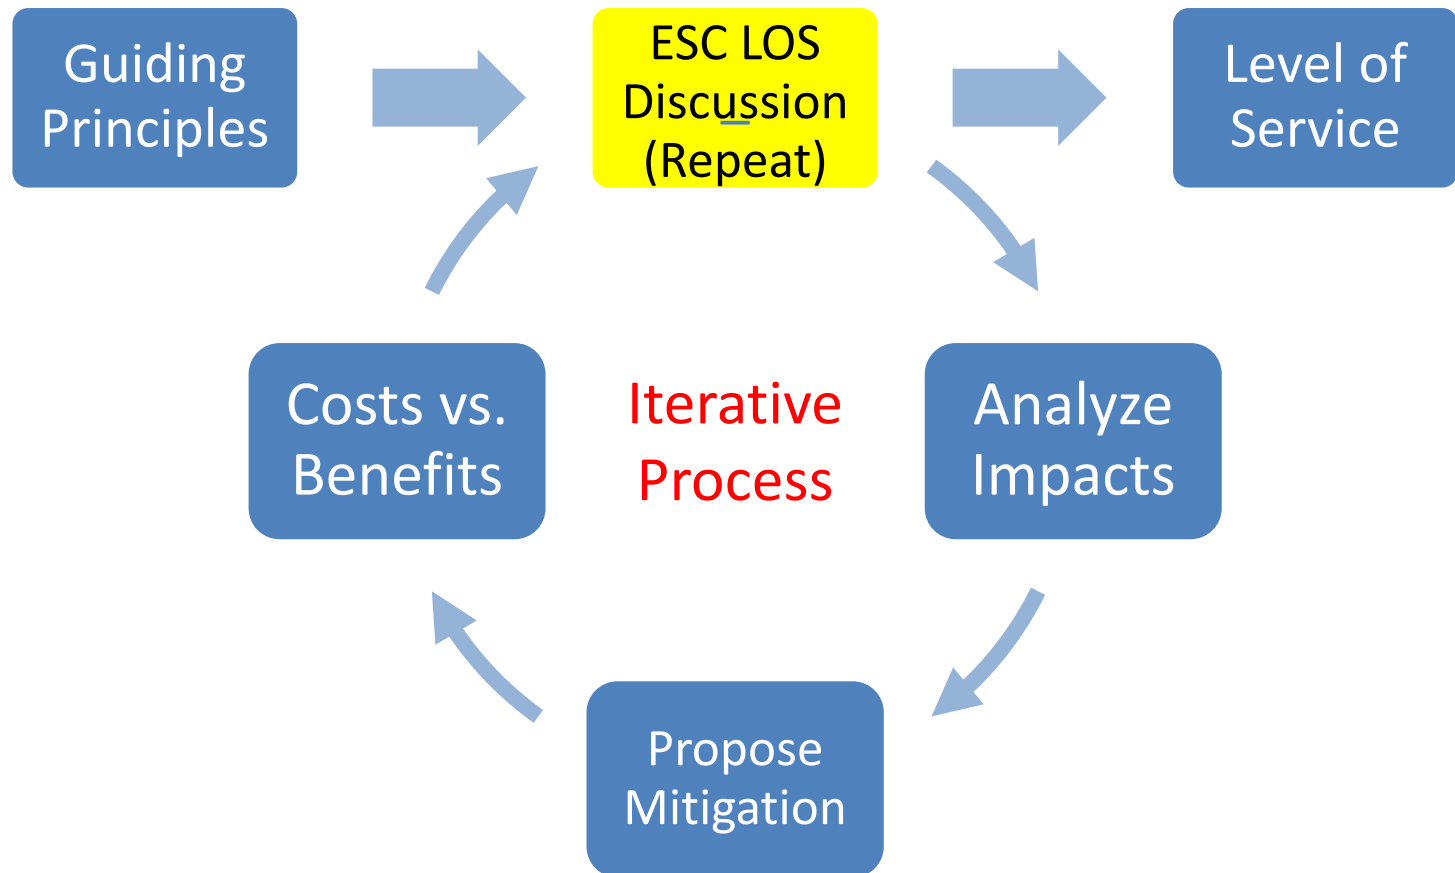 Guiding
Principles
ESC LOS
Discussion
(Repeat)
Level of
Service
Costs vs.
Benefits
Iterative
Process
Analyze
Impacts
Propose
Mitigation